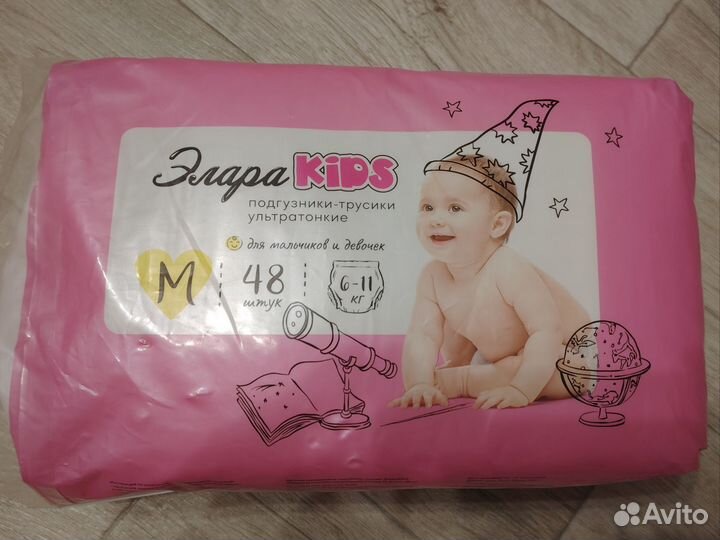 Элара KiDS
подгузники-трусики
ультратонкие
для мальчиков и девочек
M
48
штук
6-11
кг
Avito